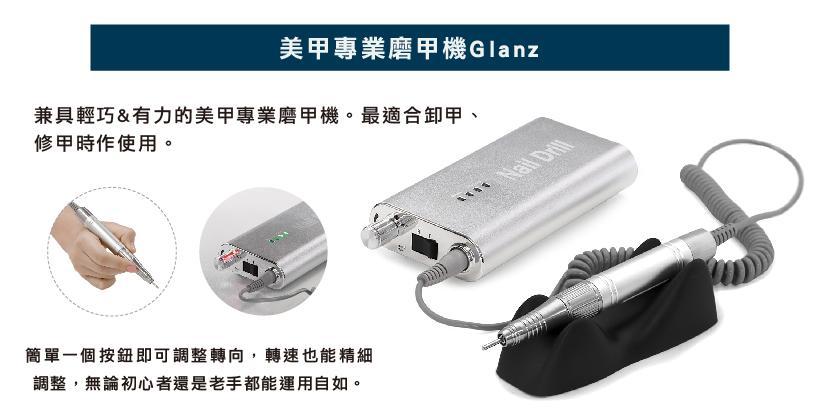 美甲專業磨甲機Glanz
兼具輕巧&有力的美甲專業磨甲機。最適合卸甲、
修甲時作使用。
Nail Drill
簡單一個按鈕即可調整轉向，轉速也能精細
調整，無論初心者還是老手都能運用自如。